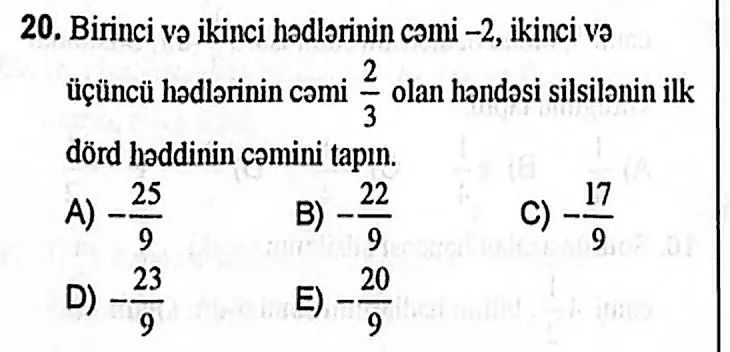 20. Birinci və ikinci hədlərinin cəmi –2, ikinci və
üçüncü hədlərinin cəmi 2/3 olan həndəsi silsilənin ilk
dörd həddinin cəmini tapın.
A) –25/9 B) –22/9 C) –17/9
D) –23/9 E) –20/9